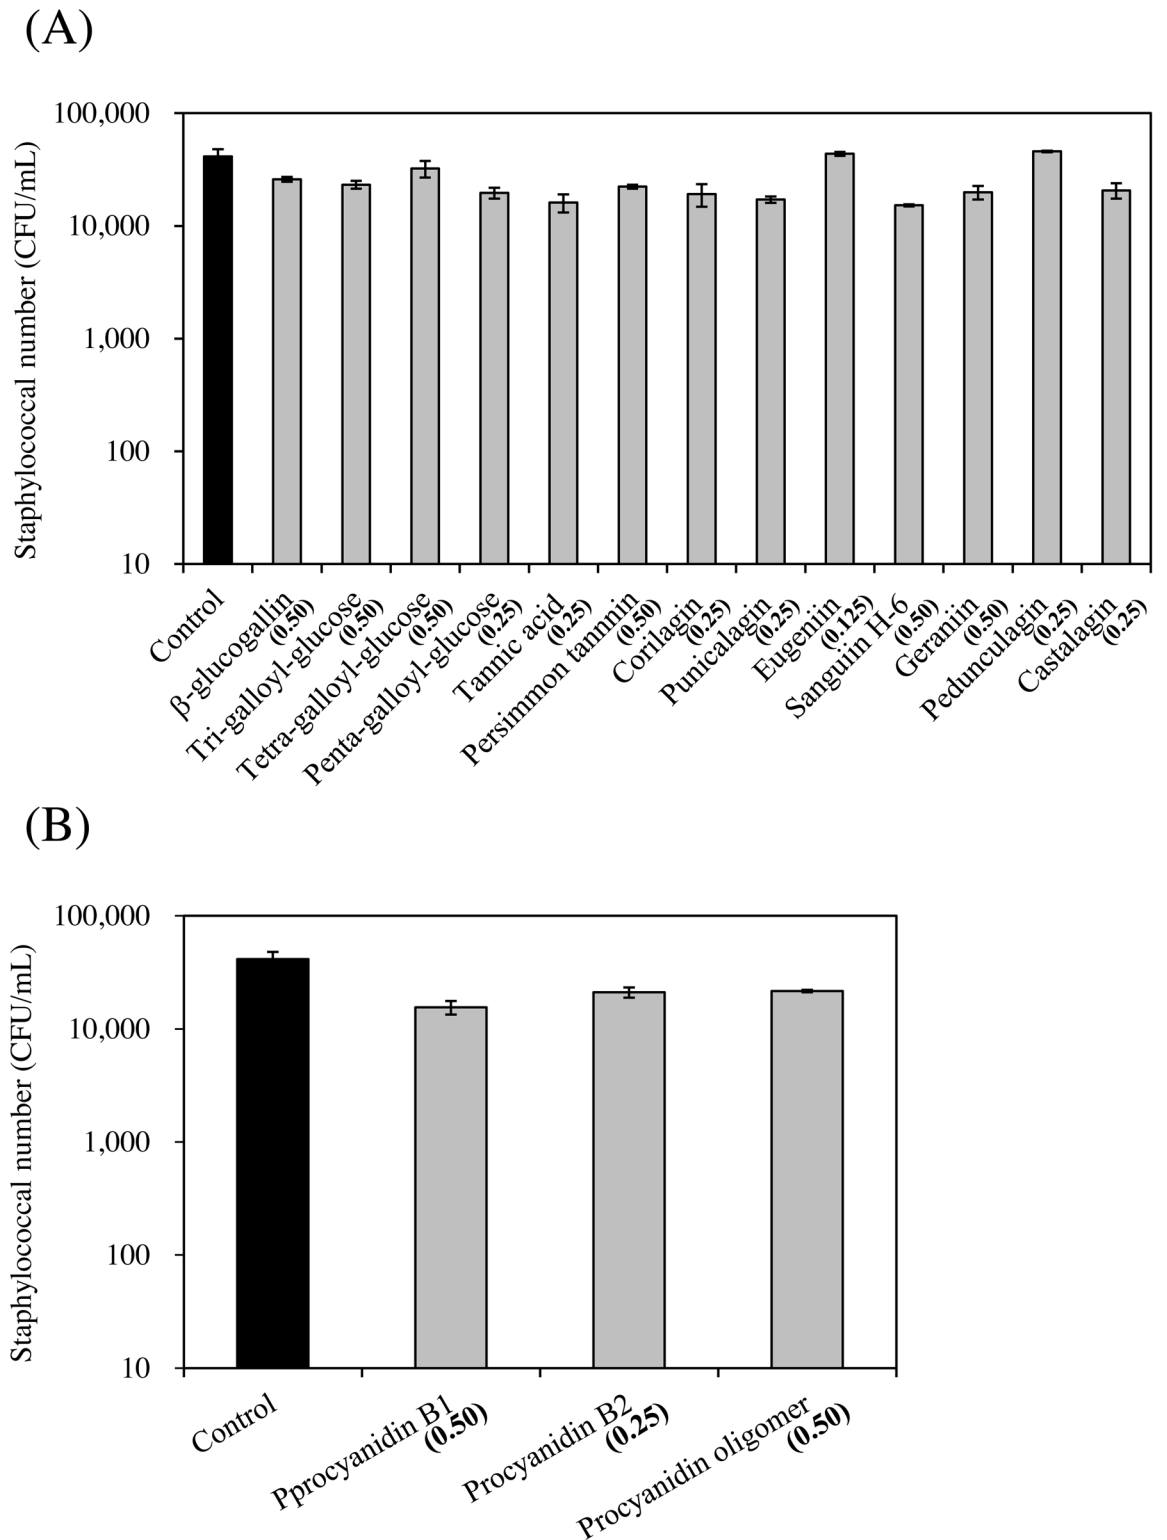 (A)
Staphylococcal number (CFU/mL)
100,000
10,000
1,000
100
10
Control
β-glucogallin
(0.50)
Tri-galloyl-glucose
(0.50)
Tetra-galloyl-glucose
(0.50)
Penta-galloyl-glucose
(0.25)
Tannic acid
(0.25)
Persimmon tannnin
(0.50)
Corilagin
(0.25)
Punicalagin
(0.25)
Eugeniin
(0.125)
Sanguiin H-6
(0.50)
Geraniin
(0.50)
Pedunculagin
(0.25)
Castalagin
(0.25)
(B)
Staphylococcal number (CFU/mL)
100,000
10,000
1,000
100
10
Control
Pprocyanidin B1
(0.50)
Procyanidin B2
(0.25)
Procyanidin oligomer
(0.50)